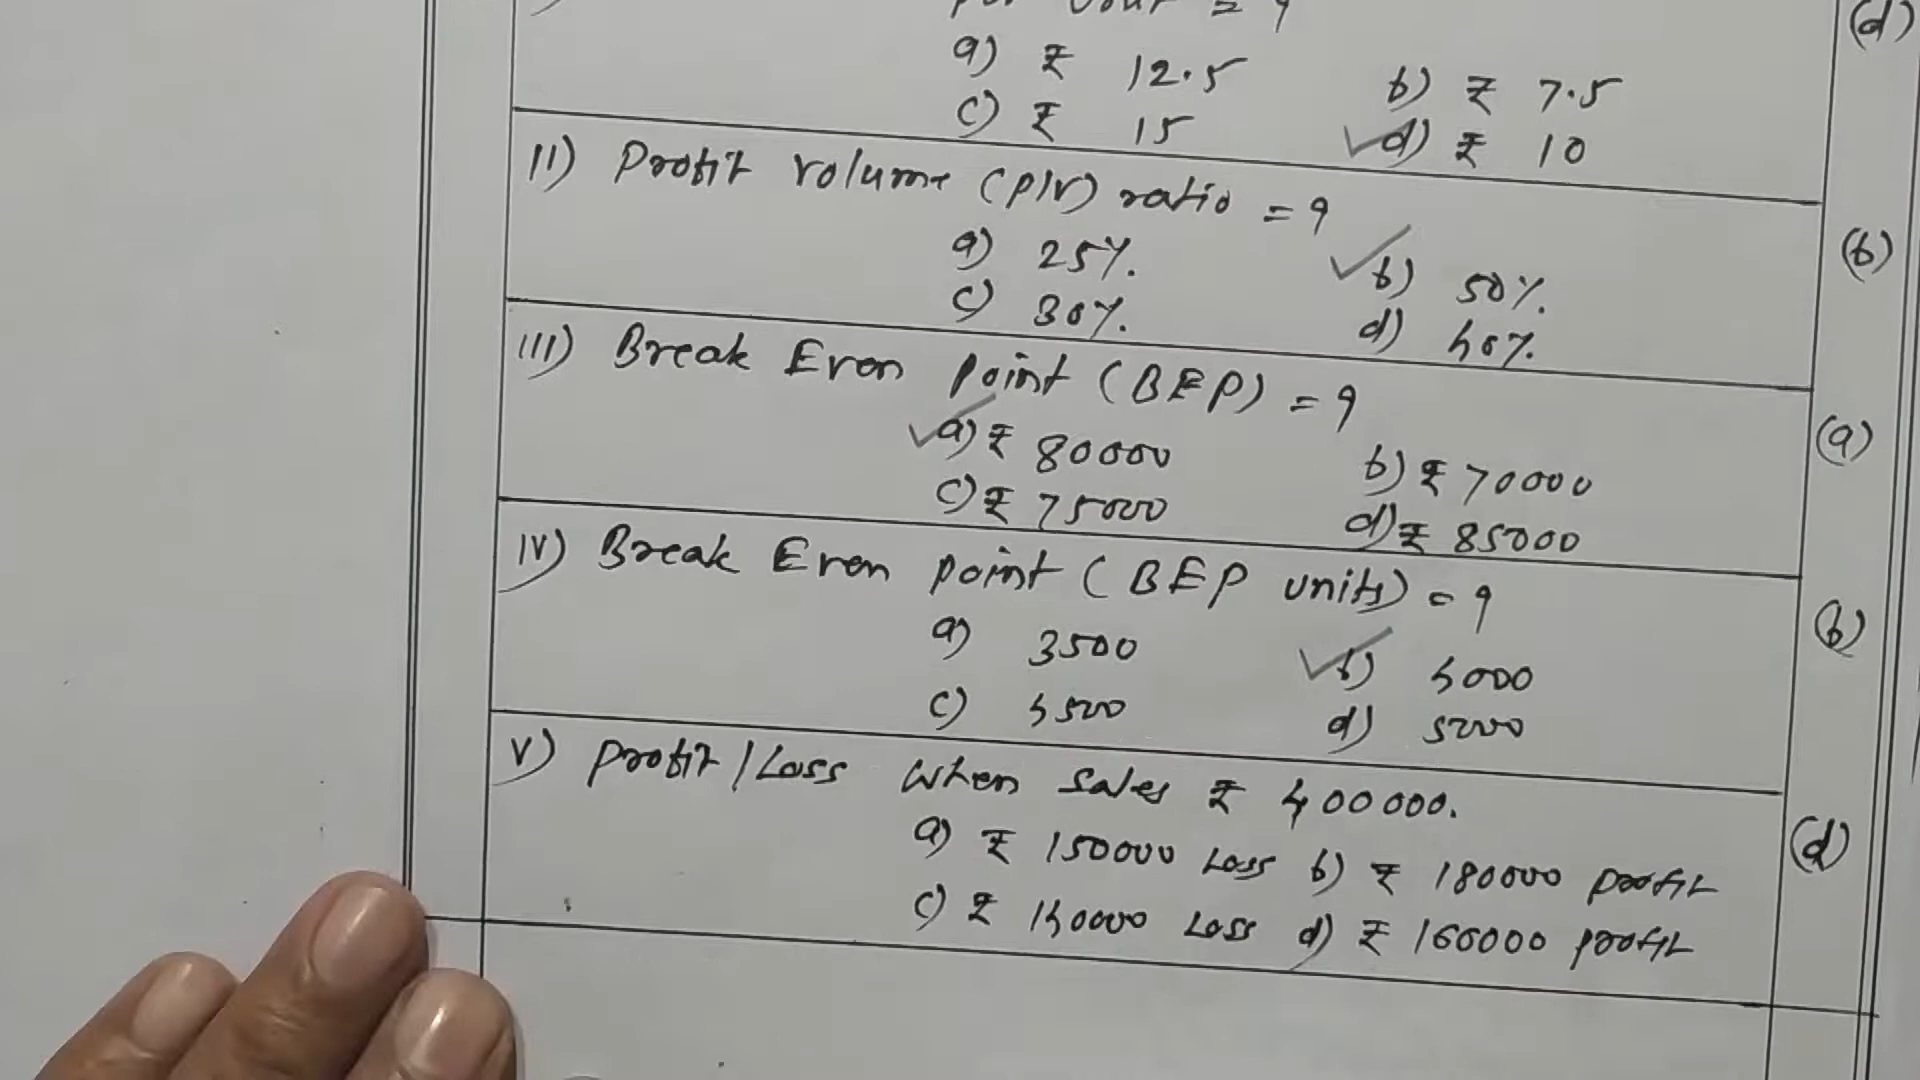 (d)
a) ₹ 12.5 b) ₹ 7.5
c) ₹ 15 d) ₹ 10
II) Profit Volume (P/V) ratio = ?
a) 25%. b) 50%.
c) 30%. d) 40%.
(b)
III) Break Even point (BEP) = ?
a) ₹ 80000 b) ₹ 70000
c) ₹ 75000 d) ₹ 85000
(a)
IV) Break Even point (BEP units) = ?
a) 3500 b) 4000
c) 4500 d) 5000
(b)
V) profit / Loss when sales ₹ 400000.
a) ₹ 150000 Loss b) ₹ 180000 profit
c) ₹ 140000 Loss d) ₹ 160000 profit
(d)